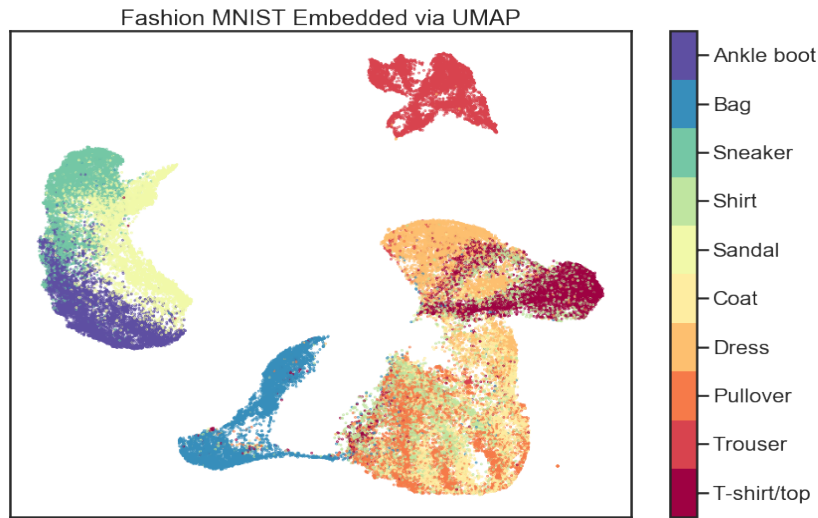 Fashion MNIST Embedded via UMAP
Ankle boot
Bag
Sneaker
Shirt
Sandal
Coat
Dress
Pullover
Trouser
T-shirt/top